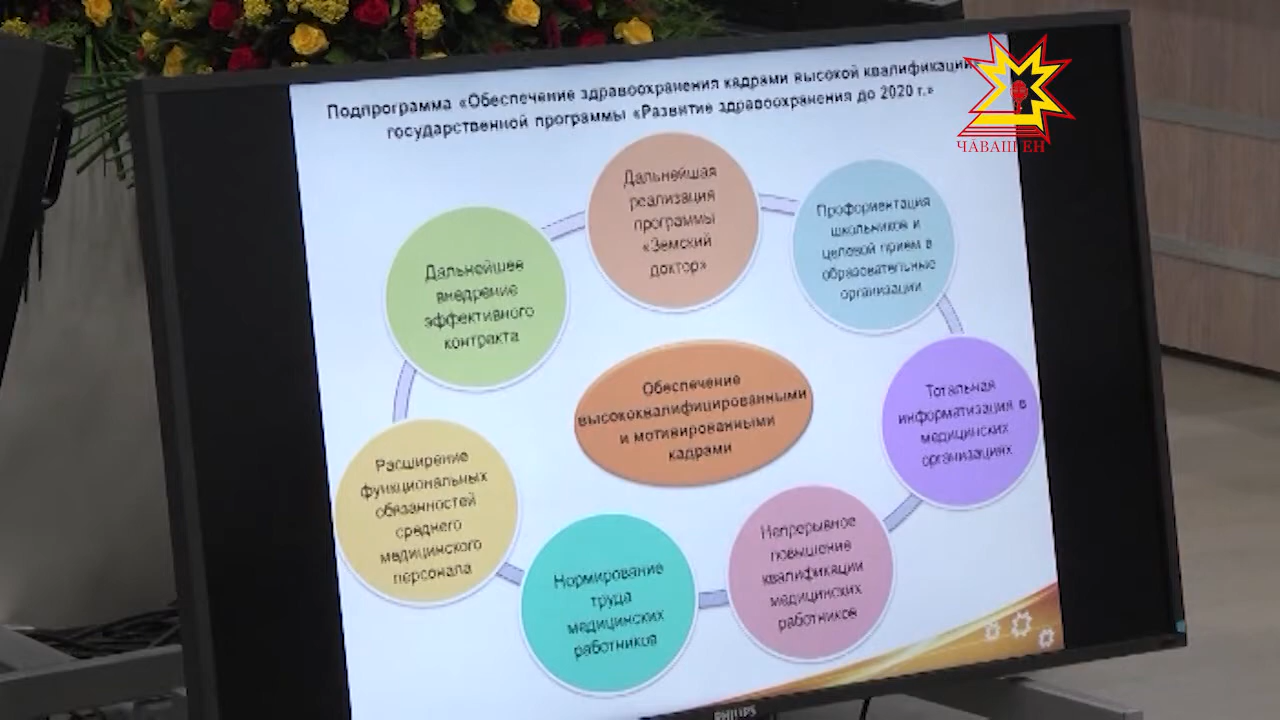 Подпрограмма «Обеспечение здравоохранения кадрами высокой квалификации»
государственной программы «Развитие здравоохранения до 2020 г.»
Дальнейшая
реализация
программы
«Земский
доктор»
Профориентация
школьников и
целевой прием в
образовательные
организации
Тотальная
информатизация в
медицинских
организациях
Непрерывное
повышение
квалификации
медицинских
работников
Нормирование
труда
медицинских
работников
Расширение
функциональных
обязанностей
среднего
медицинского
персонала
Дальнейшее
внедрение
эффективного
контракта
Обеспечение
высококвалифицированными
и мотивированными
кадрами
PHILIPS